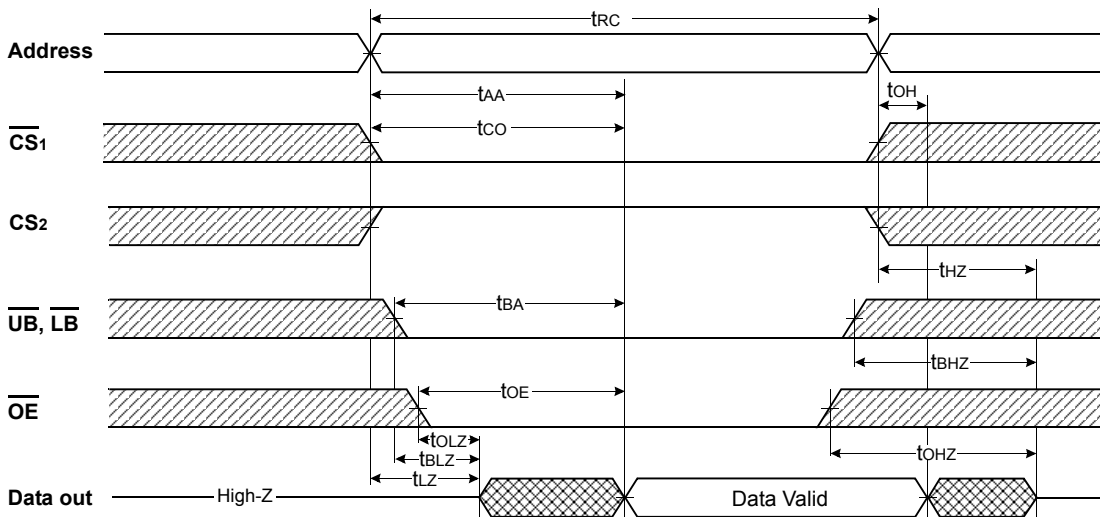 tRC
Address
tAA
tOH
tCO
CS1
CS2
tHZ
tBA
UB, LB
tBHZ
tOE
OE
tOLZ
tOHZ
tBLZ
tLZ
Data out High-Z Data Valid